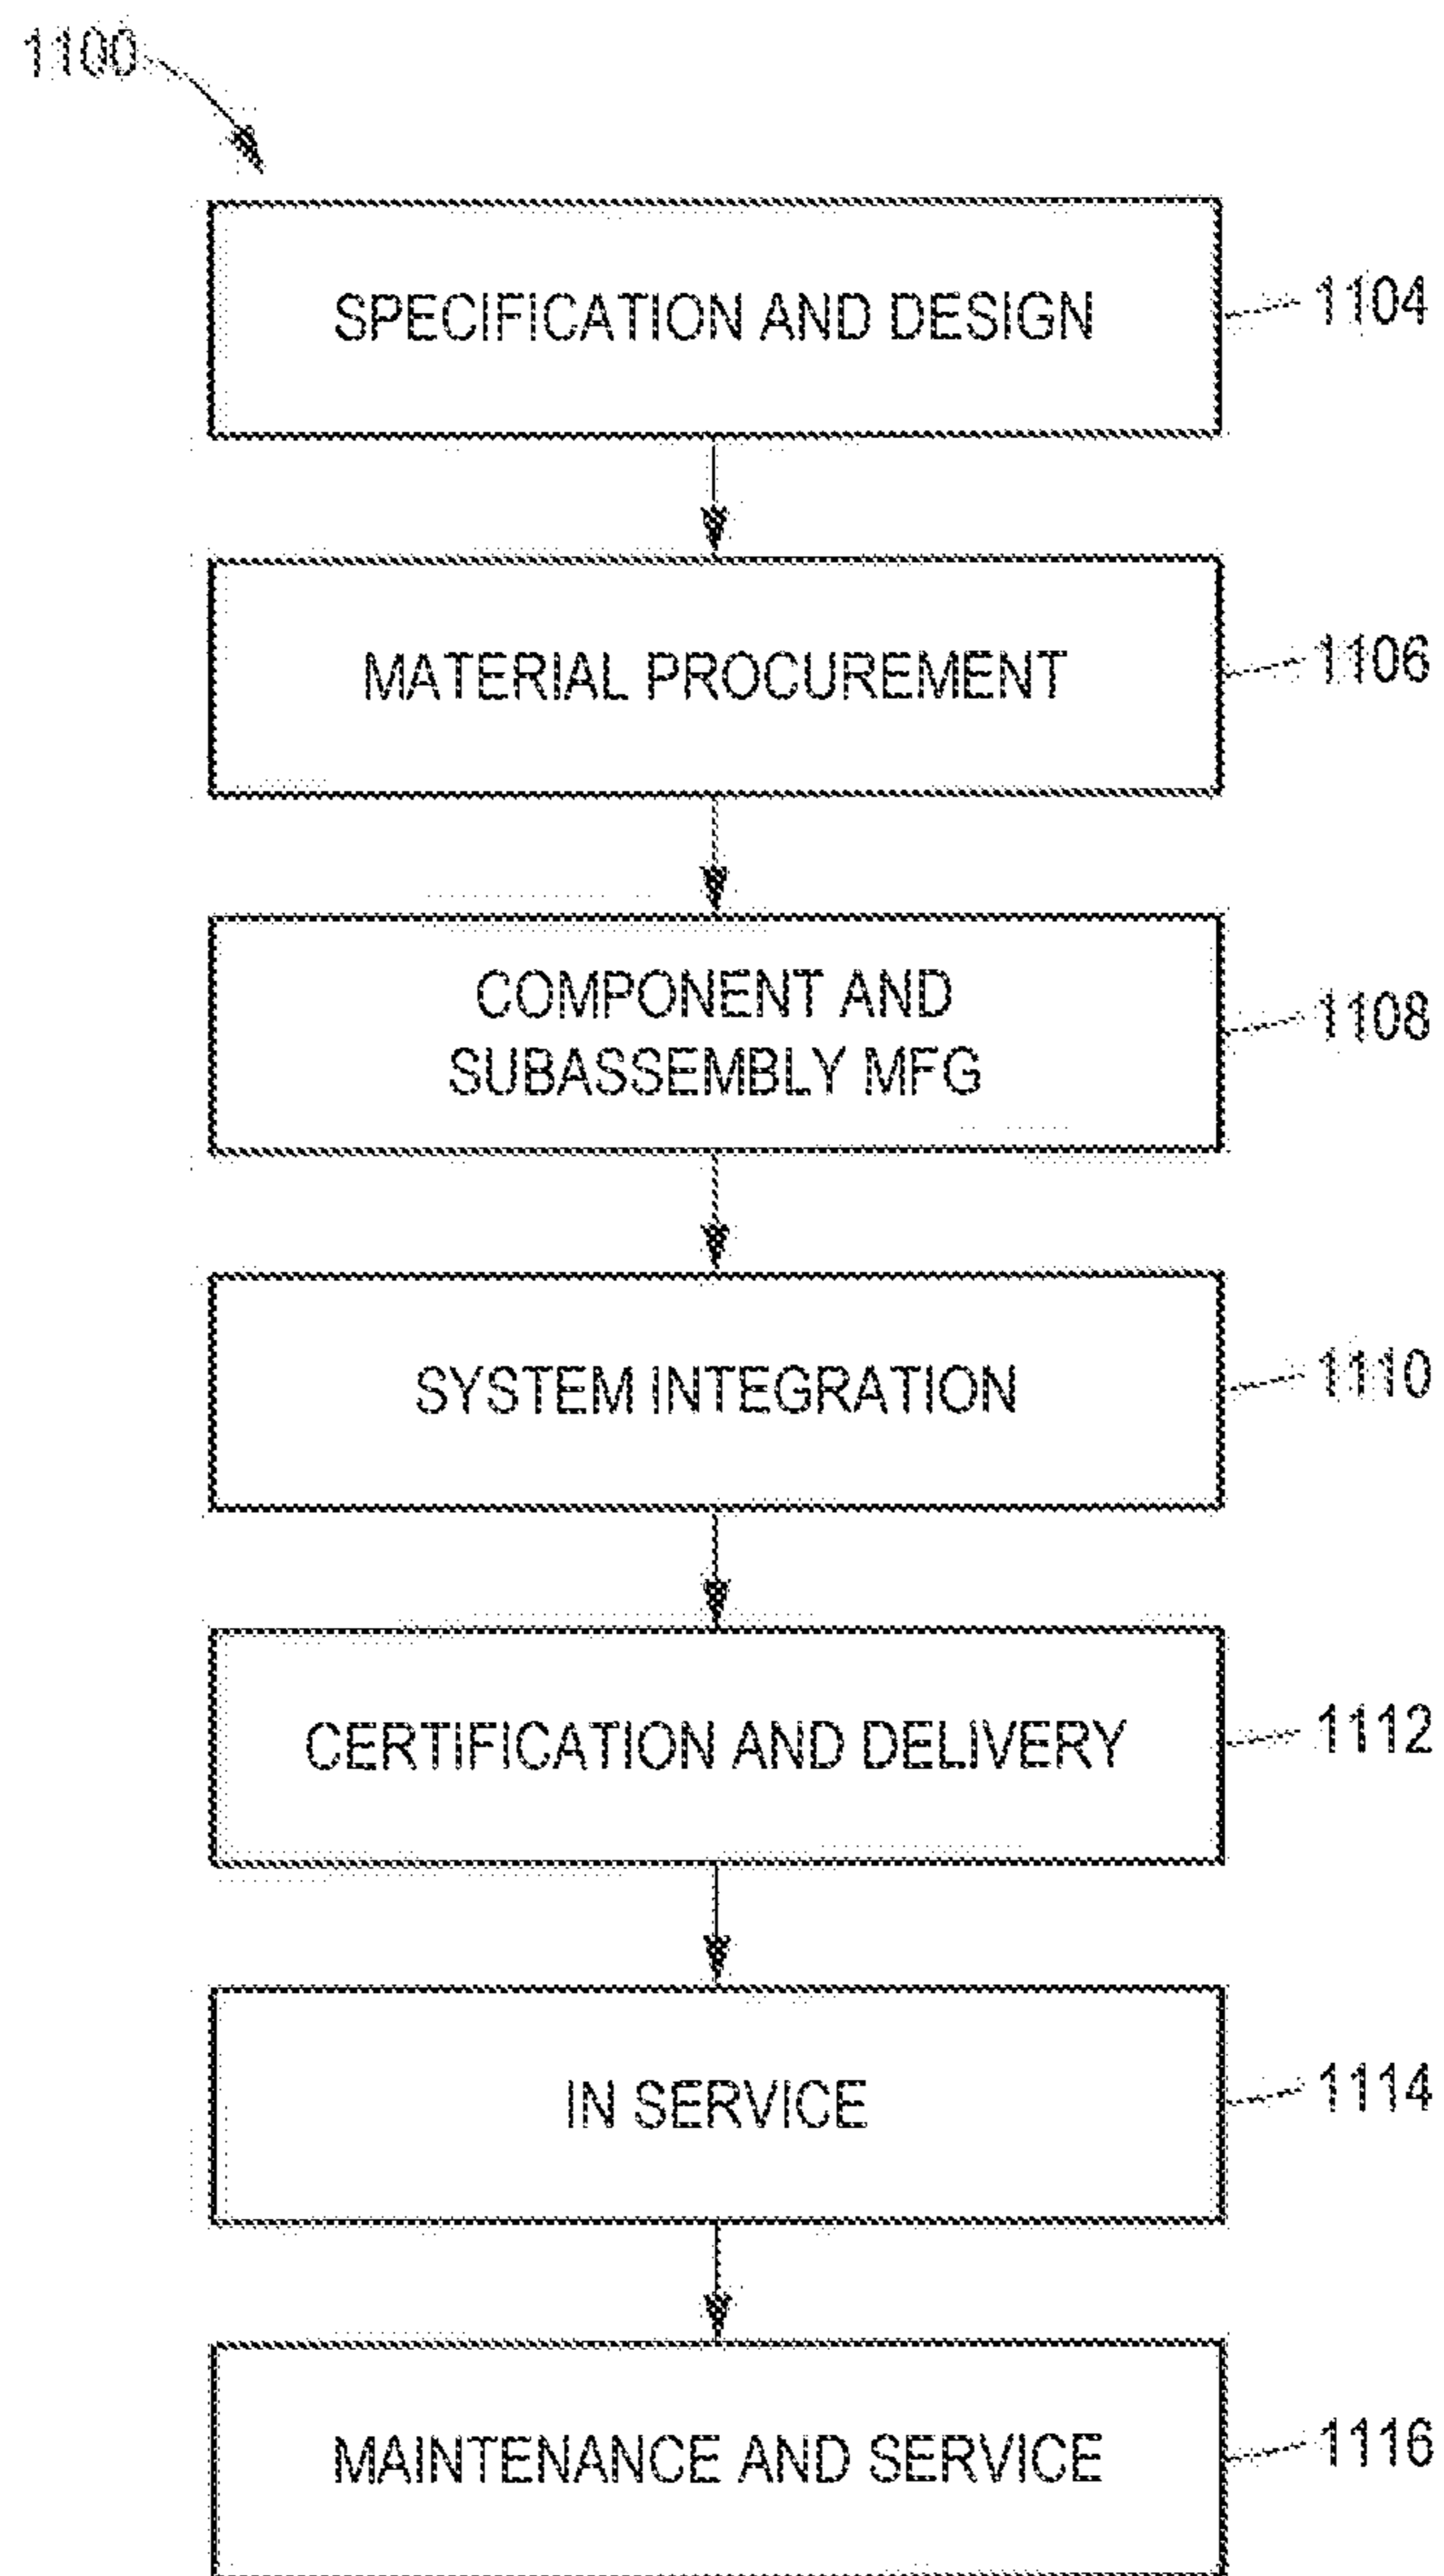 1100
SPECIFICATION AND DESIGN
1104
MATERIAL PROCUREMENT
1106
COMPONENT AND
SUBASSEMBLY MFG
1108
SYSTEM INTEGRATION
1110
CERTIFICATION AND DELIVERY
1112
IN SERVICE
1114
MAINTENANCE AND SERVICE
1116